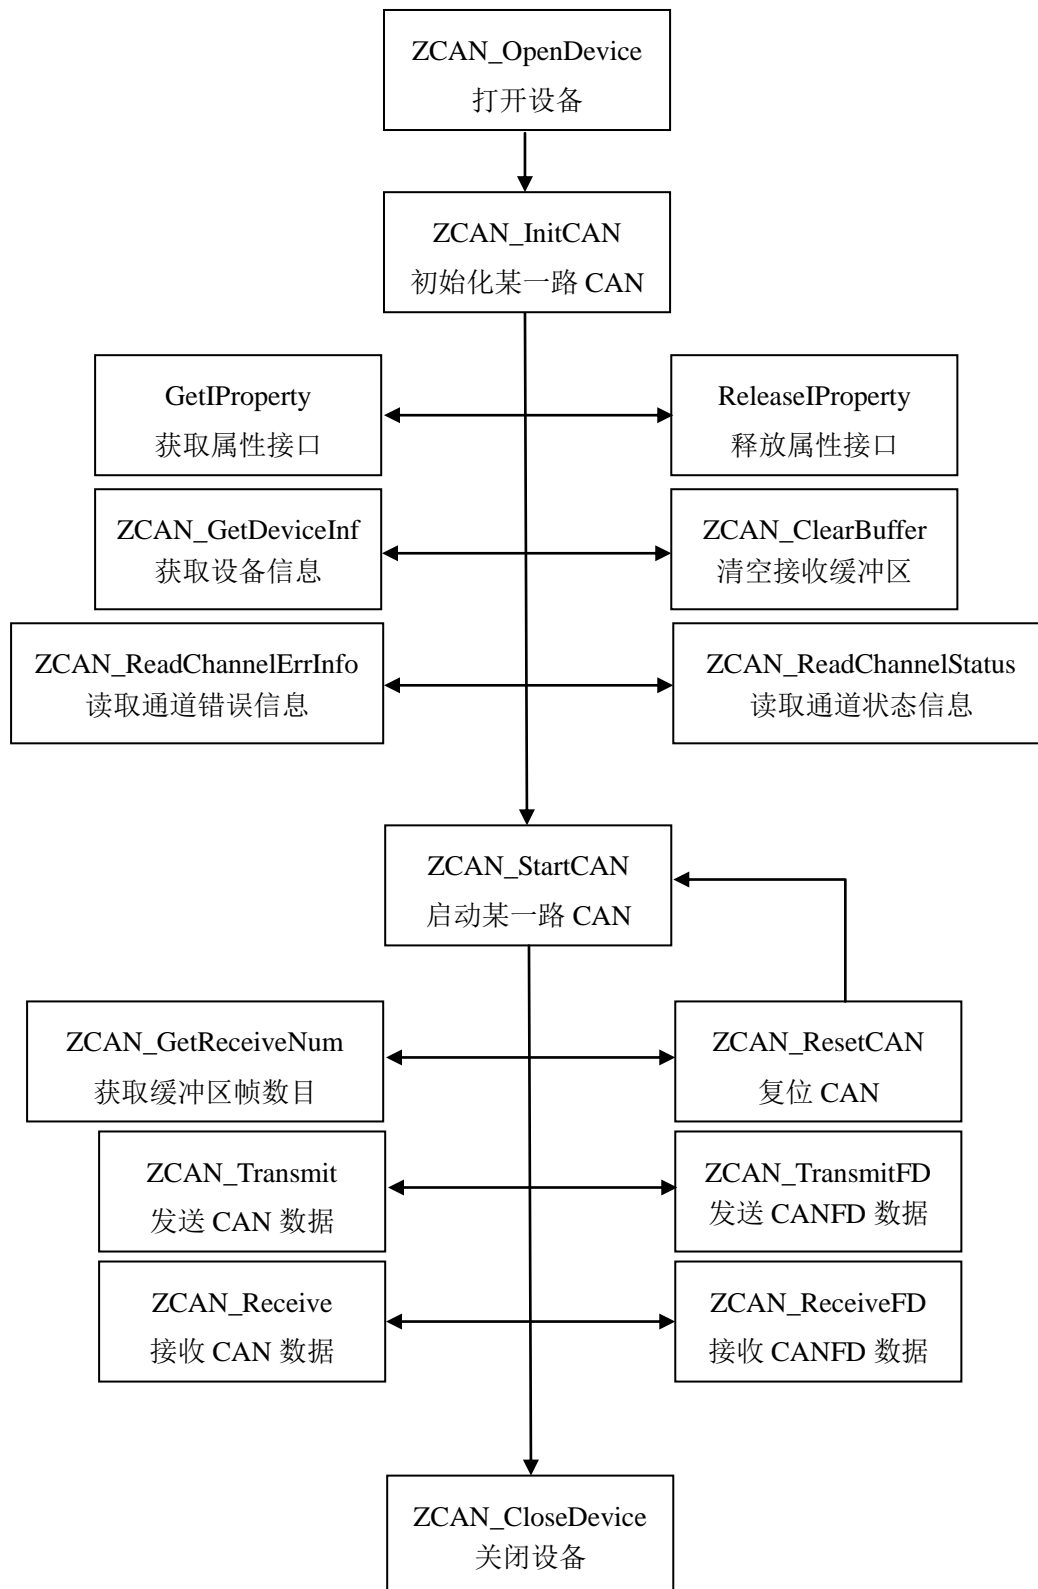 ZCAN_OpenDevice
打开设备
ZCAN_InitCAN
初始化某一路 CAN
GetIProperty
获取属性接口
ReleaseIProperty
释放属性接口
ZCAN_GetDeviceInf
获取设备信息
ZCAN_ClearBuffer
清空接收缓冲区
ZCAN_ReadChannelErrInfo
读取通道错误信息
ZCAN_ReadChannelStatus
读取通道状态信息
ZCAN_StartCAN
启动某一路 CAN
ZCAN_GetReceiveNum
获取缓冲区帧数目
ZCAN_ResetCAN
复位 CAN
ZCAN_Transmit
发送 CAN 数据
ZCAN_TransmitFD
发送 CANFD 数据
ZCAN_Receive
接收 CAN 数据
ZCAN_ReceiveFD
接收 CANFD 数据
ZCAN_CloseDevice
关闭设备